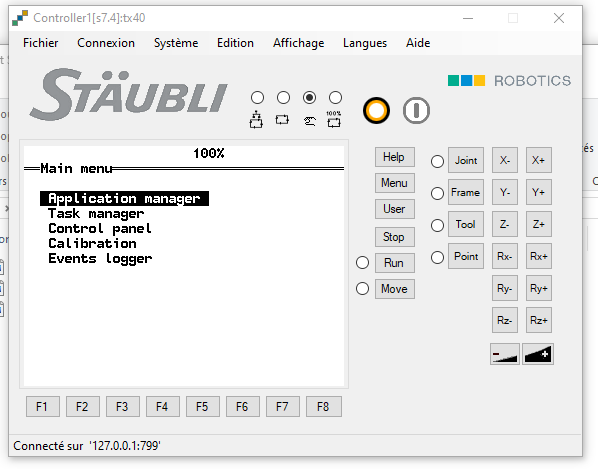 Controller1[s7.4]:tx40
Fichier Connexion Système Edition Affichage Langues Aide
STÄUBLI
ROBOTICS
100%
100%
Main menu
Application manager
Task manager
Control panel
Calibration
Events logger
Help
Menu
User
Stop
Run
Move
Joint X- X+
Frame Y- Y+
Tool Z- Z+
Point Rx- Rx+
Ry- Ry+
Rz- Rz+
- +
F1 F2 F3 F4 F5 F6 F7 F8
Connecté sur '127.0.0.1:799'
és